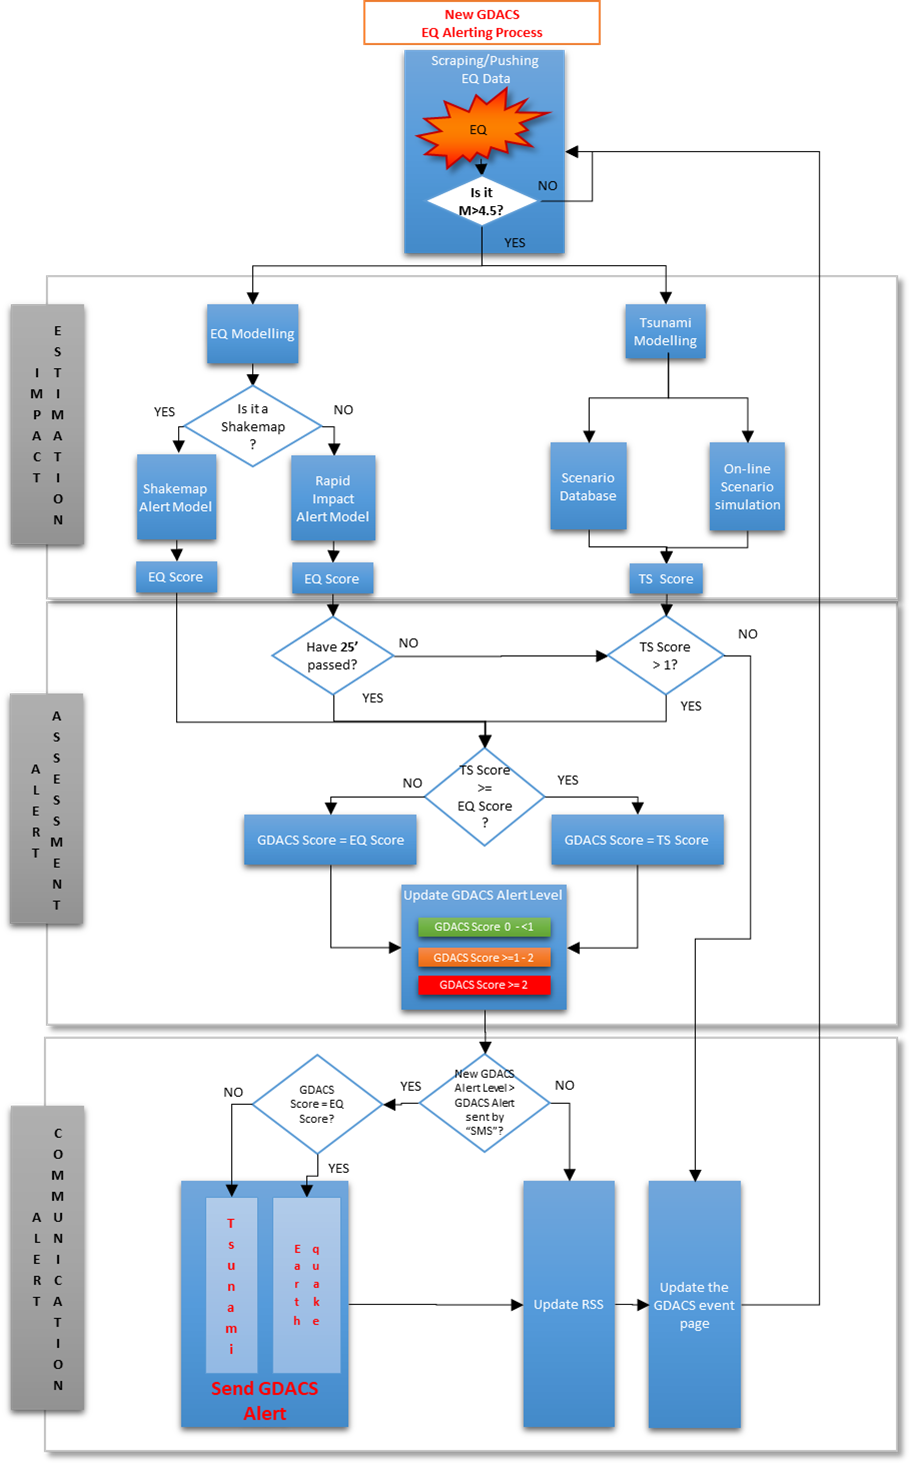 New GDACS
EQ Alerting Process
Scraping/Pushing
EQ Data
EQ
Is it
M>4.5?
NO
YES
ESTIMATION
IMPACT
EQ Modelling
Tsunami
Modelling
Is it a
Shakemap
?
YES
NO
Shakemap
Alert Model
Rapid
Impact
Alert Model
Scenario
Database
On-line
Scenario
simulation
EQ Score
EQ Score
TS Score
ASSESSMENT
ALERT
Have 25’
passed?
NO
YES
TS Score
> 1?
NO
YES
TS Score
>=
EQ Score
?
NO
YES
GDACS Score = EQ Score
GDACS Score = TS Score
Update GDACS Alert Level
GDACS Score 0 - <1
GDACS Score >=1 - 2
GDACS Score >= 2
COMMUNICATION
ALERT
New GDACS
Alert Level >
GDACS Alert
sent by
“SMS”?
YES
NO
GDACS
Score = EQ
Score?
NO
YES
Tsunami
Earth
quake
Send GDACS
Alert
Update RSS
Update the
GDACS event
page